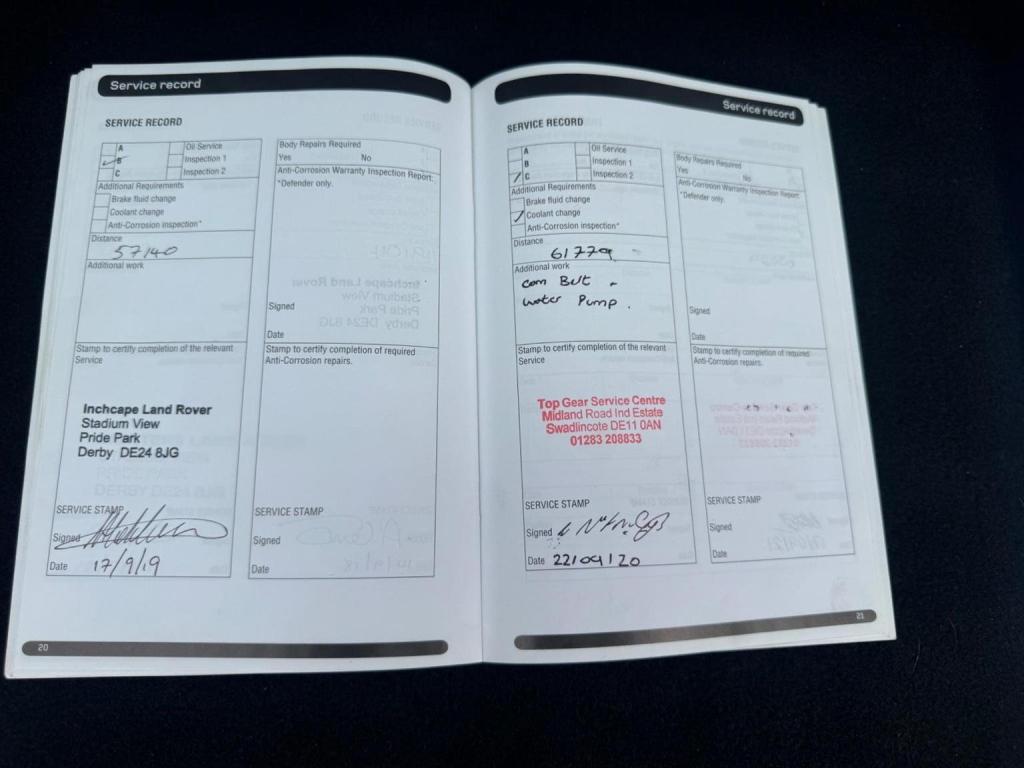 Service record
SERVICE RECORD
A
B
C
Oil Service
Inspection 1
Inspection 2
Additional Requirements
Brake fluid change
Coolant change
Anti-Corrosion inspection*
Distance
57140
Additional work
Stamp to certify completion of the relevant
Service
Inchcape Land Rover
Stadium View
Pride Park
Derby DE24 8JG
SERVICE STAMP
Signed
Date 17/9/19
Body Repairs Required
Yes No
Anti-Corrosion Warranty Inspection Report:
*Defender only.
Signed
Date
Stamp to certify completion of required
Anti-Corrosion repairs.
SERVICE STAMP
Signed
Date
20
Service record
SERVICE RECORD
A
B
C
Oil Service
Inspection 1
Inspection 2
Additional Requirements
Brake fluid change
Coolant change
Anti-Corrosion inspection*
Distance
61779
Additional work
Cam Belt +
Water Pump.
Stamp to certify completion of the relevant
Service
Top Gear Service Centre
Midland Road Ind Estate
Swadlincote DE11 0AN
01283 208833
SERVICE STAMP
Signed
Date 22/09/20
Body Repairs Required
Yes No
Anti-Corrosion Warranty Inspection Report:
*Defender only.
Signed
Date
Stamp to certify completion of required
Anti-Corrosion repairs.
SERVICE STAMP
Signed
Date
21